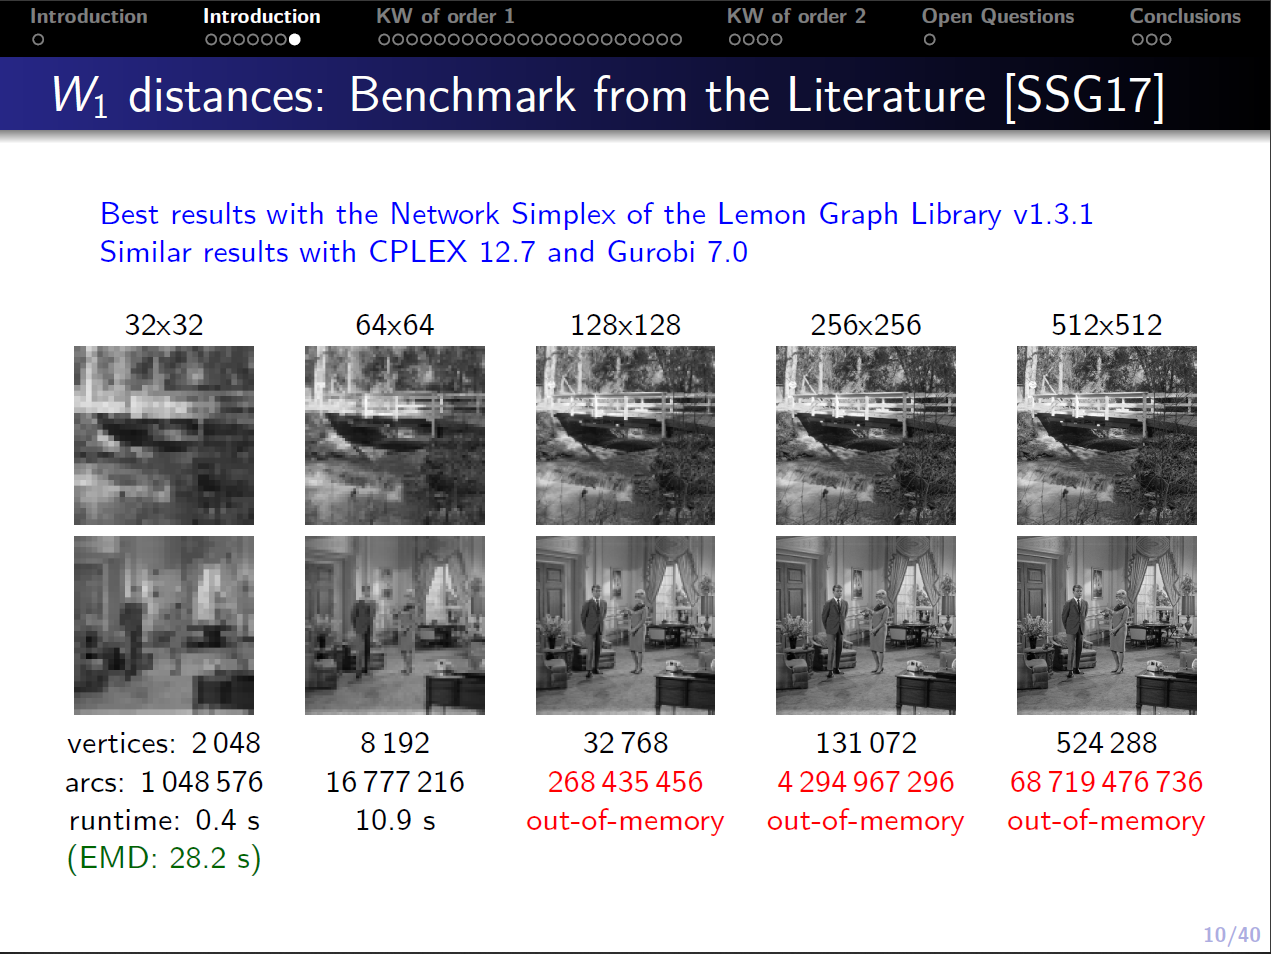 Introduction Introduction KW of order 1 KW of order 2 Open Questions Conclusions
W1 distances: Benchmark from the Literature [SSG17]
Best results with the Network Simplex of the Lemon Graph Library v1.3.1
Similar results with CPLEX 12.7 and Gurobi 7.0
32x32 64x64 128x128 256x256 512x512
vertices: 2 048 8 192 32 768 131 072 524 288
arcs: 1 048 576 16 777 216 268 435 456 4 294 967 296 68 719 476 736
runtime: 0.4 s 10.9 s out-of-memory out-of-memory out-of-memory
(EMD: 28.2 s)
10/40